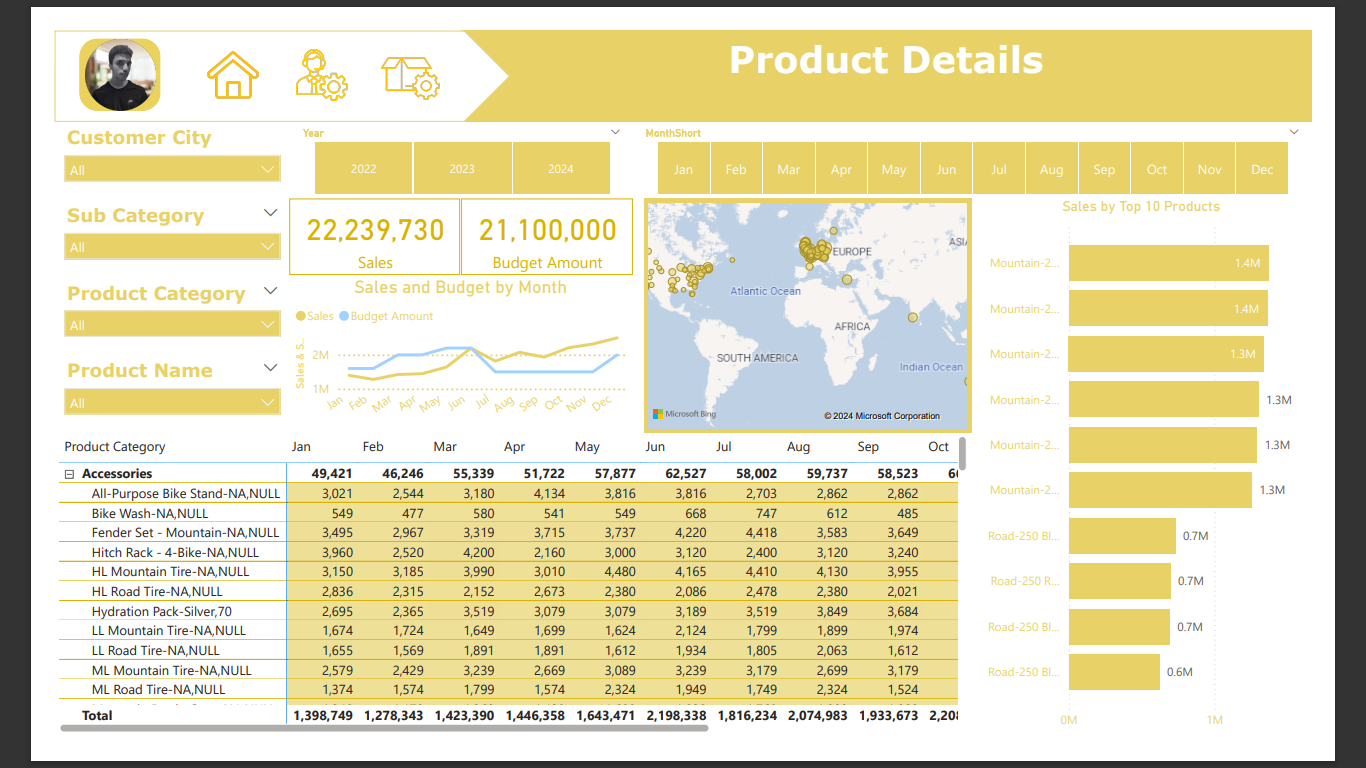 Product Details
Customer City
All
Sub Category
All
Product Category
All
Product Name
All
Year
2022 2023 2024
MonthShort
Jan Feb Mar Apr May Jun Jul Aug Sep Oct Nov Dec
22,239,730
Sales
21,100,000
Budget Amount
Sales and Budget by Month
Sales Budget Amount
Sales & S...
2M
1M
Jan Feb Mar Apr May Jun Jul Aug Sep Oct Nov Dec
EUROPE
ASI
Atlantic Ocean
AFRICA
SOUTH AMERICA
Indian Ocean
Microsoft Bing
© 2024 Microsoft Corporation
Sales by Top 10 Products
Mountain-2... 1.4M
Mountain-2... 1.4M
Mountain-2... 1.3M
Mountain-2... 1.3M
Mountain-2... 1.3M
Mountain-2... 1.3M
Road-250 Bl... 0.7M
Road-250 R... 0.7M
Road-250 Bl... 0.7M
Road-250 Bl... 0.6M
0M 1M
Product Category Jan Feb Mar Apr May Jun Jul Aug Sep Oct
Accessories 49,421 46,246 55,339 51,722 57,877 62,527 58,002 59,737 58,523
All-Purpose Bike Stand-NA,NULL 3,021 2,544 3,180 4,134 3,816 3,816 2,703 2,862 2,862
Bike Wash-NA,NULL 549 477 580 541 549 668 747 612 485
Fender Set - Mountain-NA,NULL 3,495 2,967 3,319 3,715 3,737 4,220 4,418 3,583 3,649
Hitch Rack - 4-Bike-NA,NULL 3,960 2,520 4,200 2,160 3,000 3,120 2,400 3,120 3,240
HL Mountain Tire-NA,NULL 3,150 3,185 3,990 3,010 4,480 4,165 4,410 4,130 3,955
HL Road Tire-NA,NULL 2,836 2,315 2,152 2,673 2,380 2,086 2,478 2,380 2,021
Hydration Pack-Silver,70 2,695 2,365 3,519 3,079 3,079 3,189 3,519 3,849 3,684
LL Mountain Tire-NA,NULL 1,674 1,724 1,649 1,699 1,624 2,124 1,799 1,899 1,974
LL Road Tire-NA,NULL 1,655 1,569 1,891 1,891 1,612 1,934 1,805 2,063 1,612
ML Mountain Tire-NA,NULL 2,579 2,429 3,239 2,669 3,089 3,239 3,179 2,699 3,179
ML Road Tire-NA,NULL 1,374 1,574 1,799 1,574 2,324 1,949 1,749 2,324 1,524
Total 1,398,749 1,278,343 1,423,390 1,446,358 1,643,471 2,198,338 1,816,234 2,074,983 1,933,673 2,208